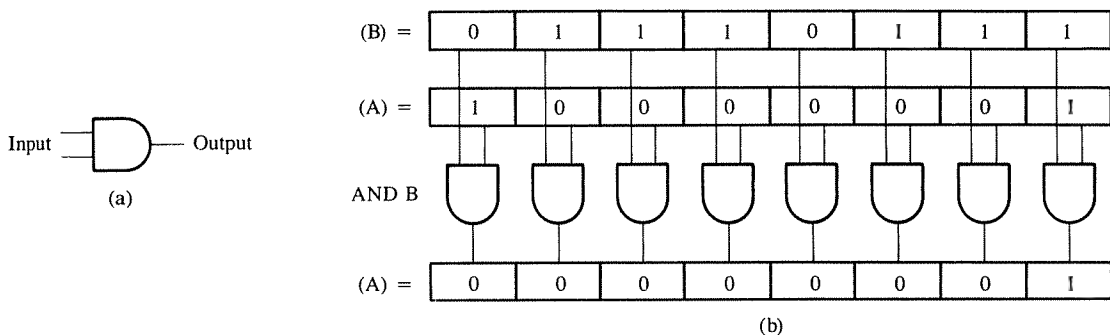 (B) = 0 1 1 1 0 1 1 1
(A) = 1 0 0 0 0 0 0 1
Input Output
(a)
AND B
(A) = 0 0 0 0 0 0 0 1
(b)